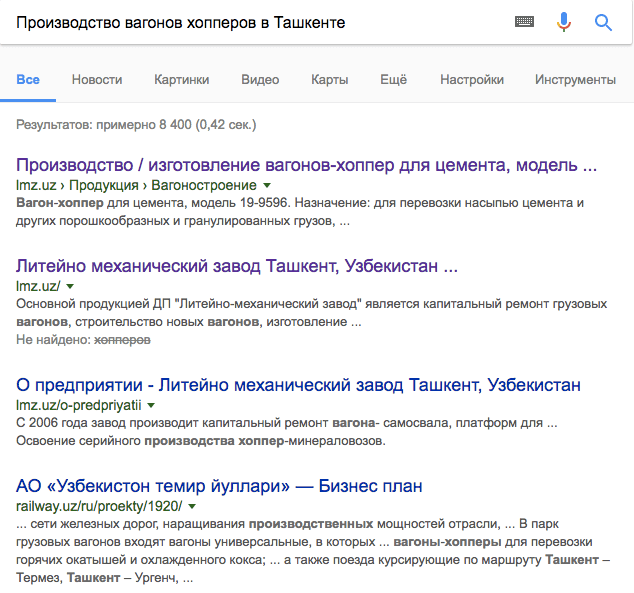 Производство вагонов хопперов в Ташкенте
Все Новости Картинки Видео Карты Ещё Настройки Инструменты
Результатов: примерно 8 400 (0,42 сек.)
Производство / изготовление вагонов-хоппер для цемента, модель ...
lmz.uz › Продукция › Вагоностроение
Вагон-хоппер для цемента, модель 19-9596. Назначение: для перевозки насыпью цемента и
других порошкообразных и гранулированных грузов, ...
Литейно механический завод Ташкент, Узбекистан ...
lmz.uz/
Основной продукцией ДП "Литейно-механический завод" является капитальный ремонт грузовых
вагонов, строительство новых вагонов, изготовление ...
Не найдено: хопперов
О предприятии - Литейно механический завод Ташкент, Узбекистан
lmz.uz/o-predpriyatii
С 2006 года завод производит капитальный ремонт вагона- самосвала, платформ для ...
Освоение серийного производства хоппер-минераловозов.
АО «Узбекистон темир йуллари» — Бизнес план
railway.uz/ru/proekty/1920/
... сети железных дорог, наращивания производственных мощностей отрасли, ... В парк
грузовых вагонов входят вагоны универсальные, в которых ... вагоны-хопперы для перевозки
горячих окатышей и охлажденного кокса; ... а также поезда курсирующие по маршруту Ташкент –
Термез, Ташкент – Ургенч, ...